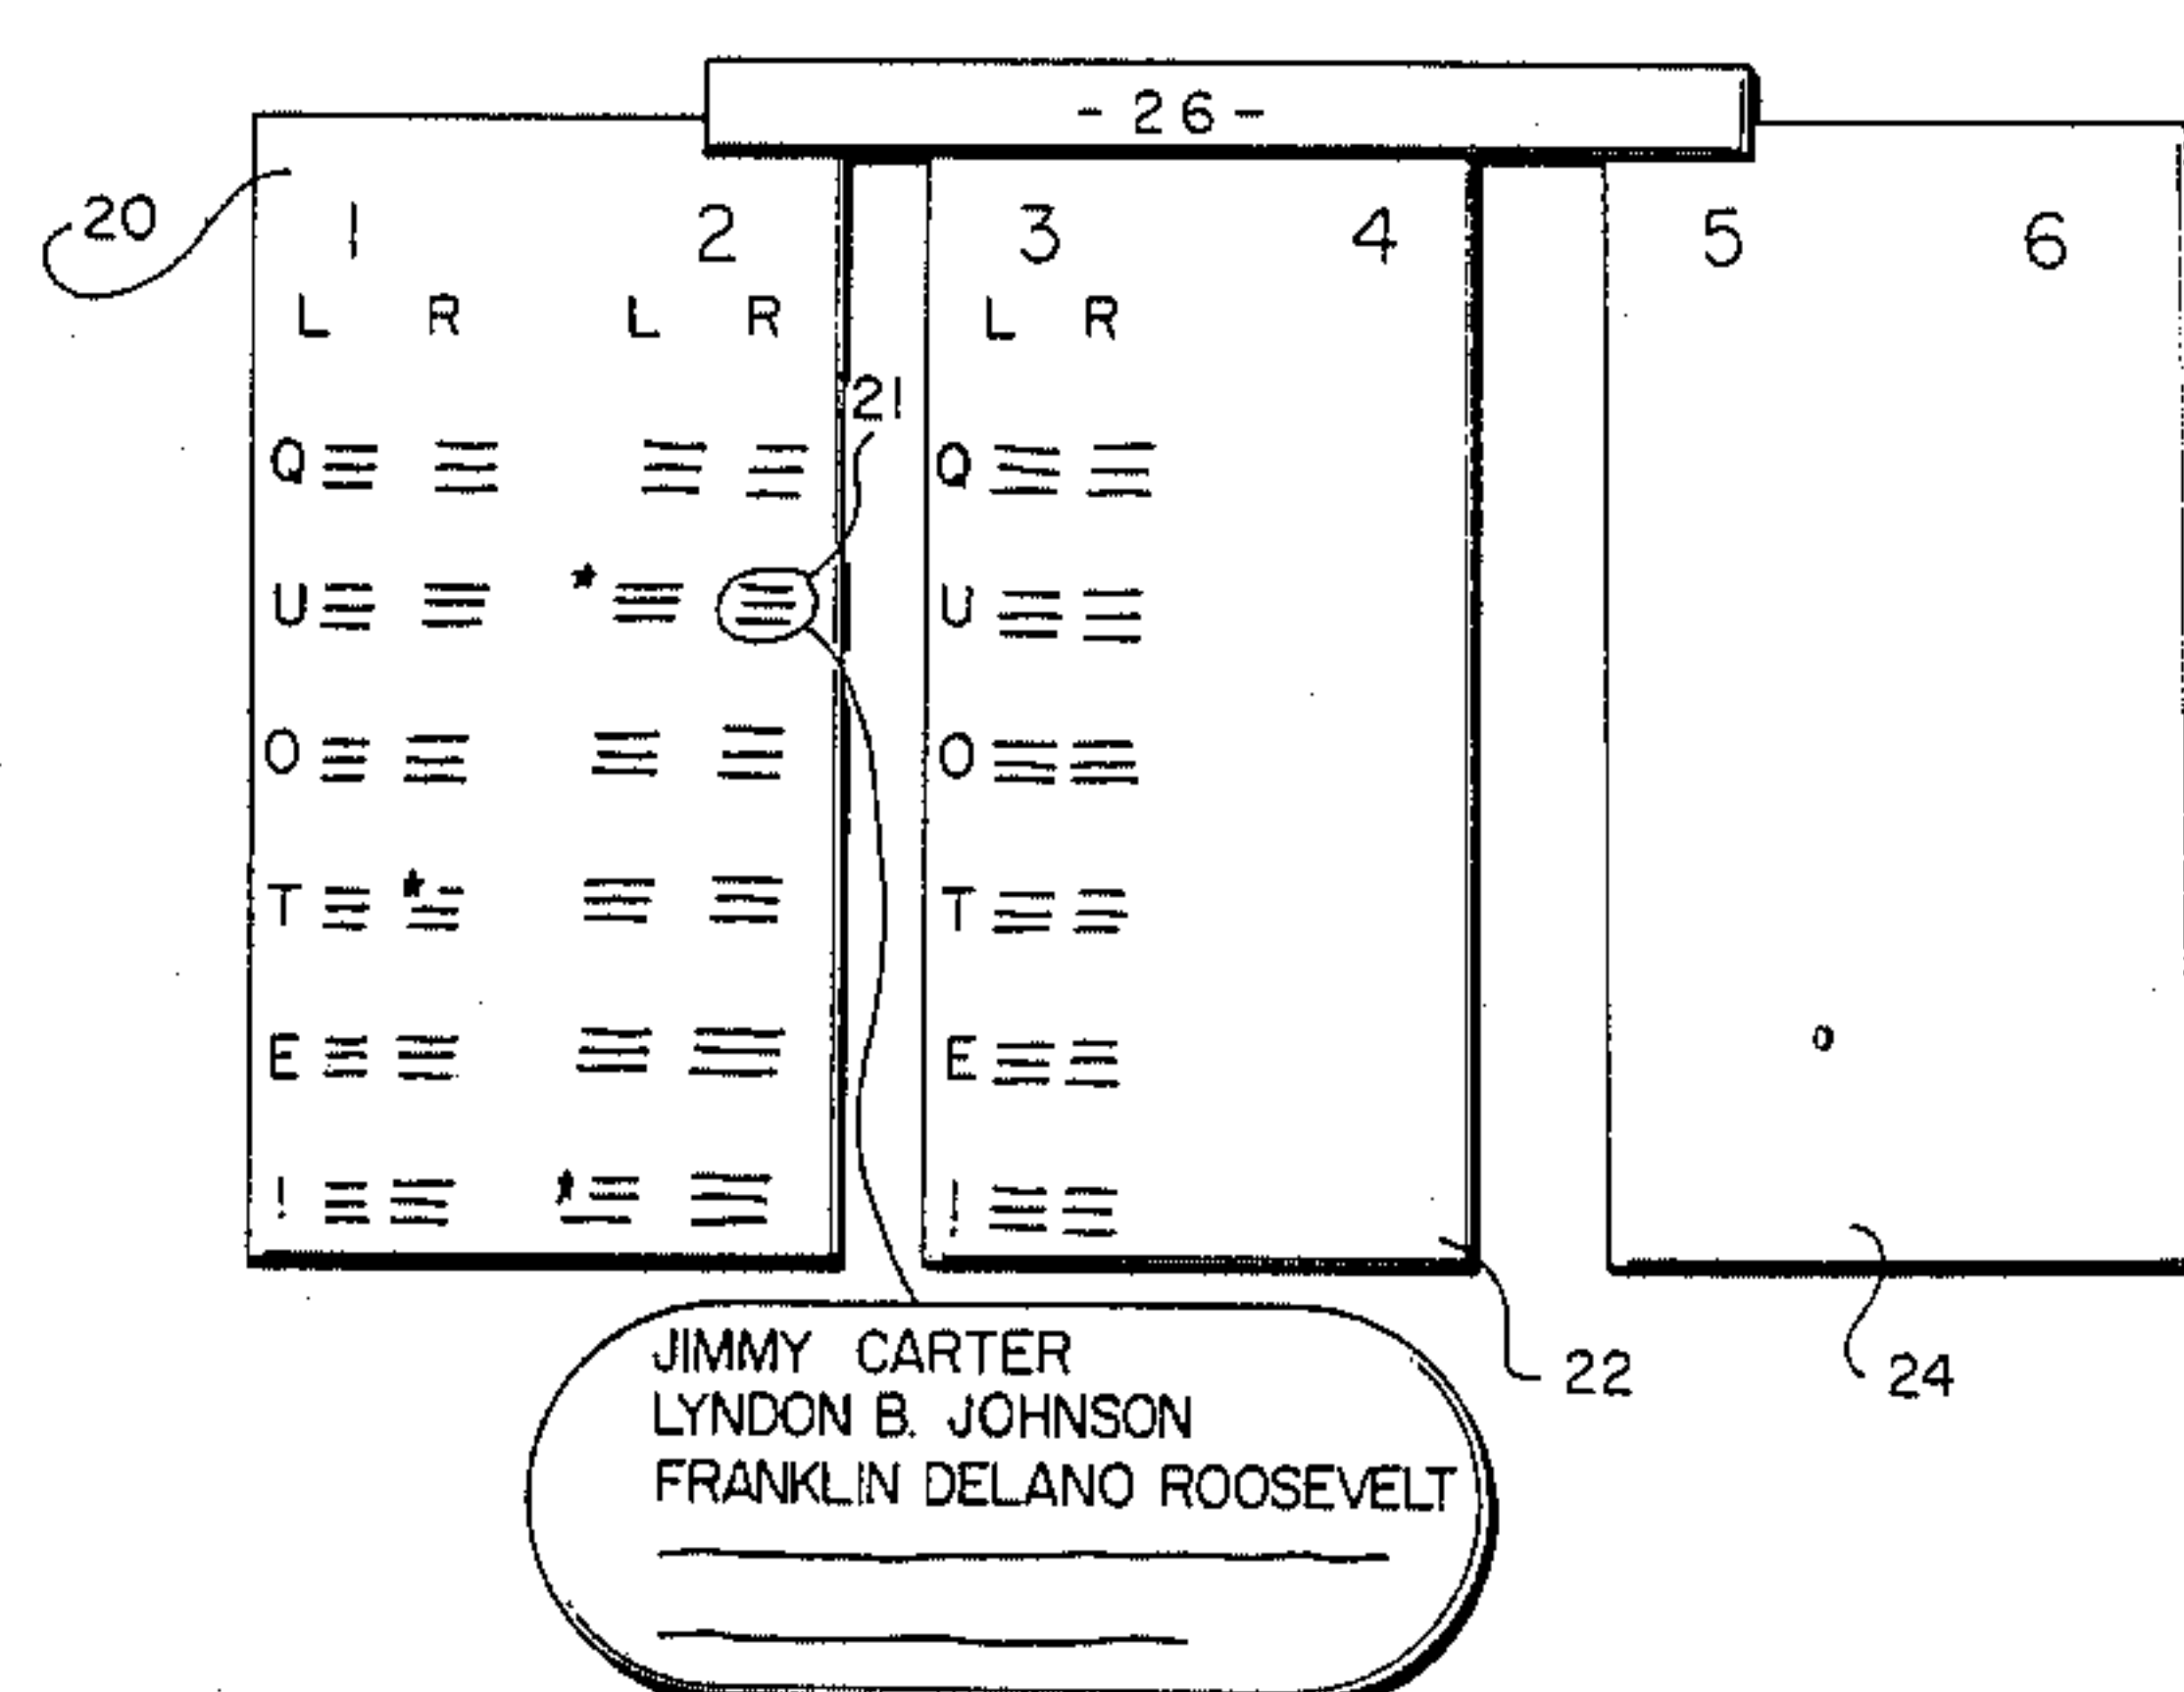 - 26 -
20 1 2 3 4 5 6
L R L R L R
21
Q Q
U * U
O O
T * T
E E
! * !
JIMMY CARTER
22 24
LYNDON B. JOHNSON
FRANKLIN DELANO ROOSEVELT